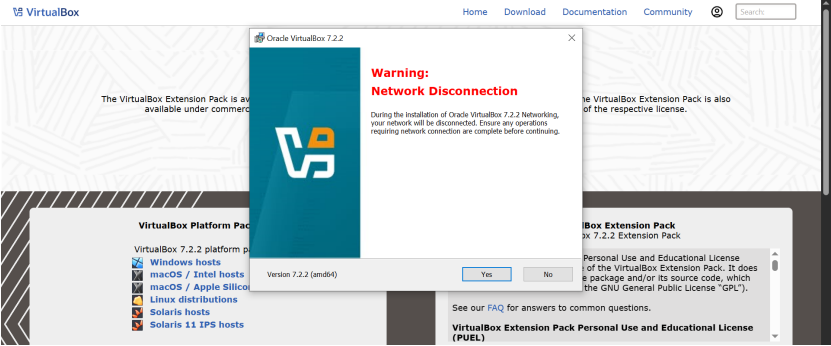 VirtualBox
Home Download Documentation Community
Search:
Oracle VirtualBox 7.2.2
Warning:
Network Disconnection
During the installation of Oracle VirtualBox 7.2.2 Networking,
your network will be disconnected. Ensure any operations
requiring network connection are complete before continuing.
Version 7.2.2 (amd64)
Yes
No
The VirtualBox Extension Pack is av
available under commerc
he VirtualBox Extension Pack is also
of the respective license.
VirtualBox Platform Pac
VirtualBox 7.2.2 platform pa
Windows hosts
macOS / Intel hosts
macOS / Apple Silico
Linux distributions
Solaris hosts
Solaris 11 IPS hosts
lBox Extension Pack
ox 7.2.2 Extension Pack
Personal Use and Educational License
e of the VirtualBox Extension Pack. It does
e package and/or its source code, which
the GNU General Public License “GPL”).
See our FAQ for answers to common questions.
VirtualBox Extension Pack Personal Use and Educational License
(PUEL)